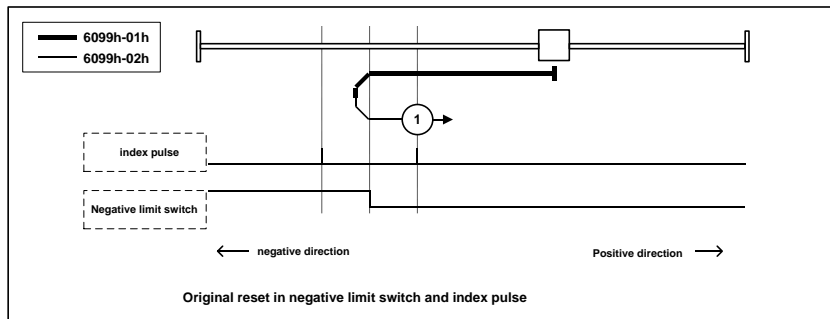 6099h-01h
6099h-02h
1
index pulse
Negative limit switch
negative direction
Positive direction
Original reset in negative limit switch and index pulse